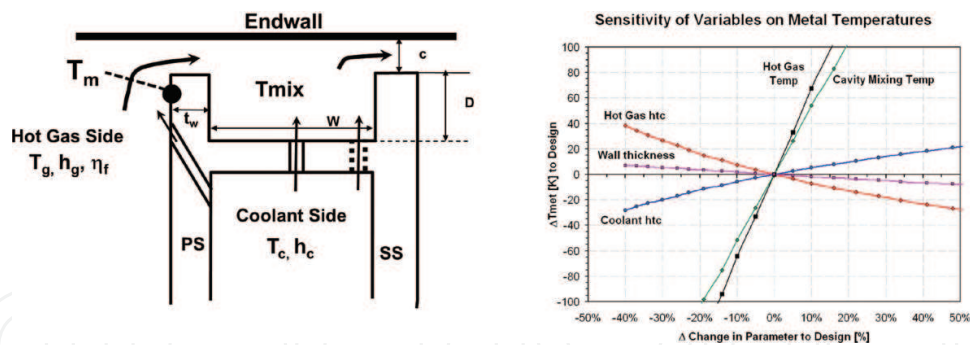 Endwall
c
Tm
Tmix
D
tw
W
Hot Gas Side
Tg, hg, ηf
Coolant Side
Tc, hc
PS
SS
Sensitivity of Variables on Metal Temperatures
ΔTmet [K] to Design
100
80
60
40
20
0
-20
-40
-60
-80
-100
Hot Gas
Temp
Cavity Mixing Temp
Hot Gas htc
Wall thickness
Coolant htc
-50% -40% -30% -20% -10% 0% 10% 20% 30% 40% 50%
Δ Change in Parameter to Design [%]